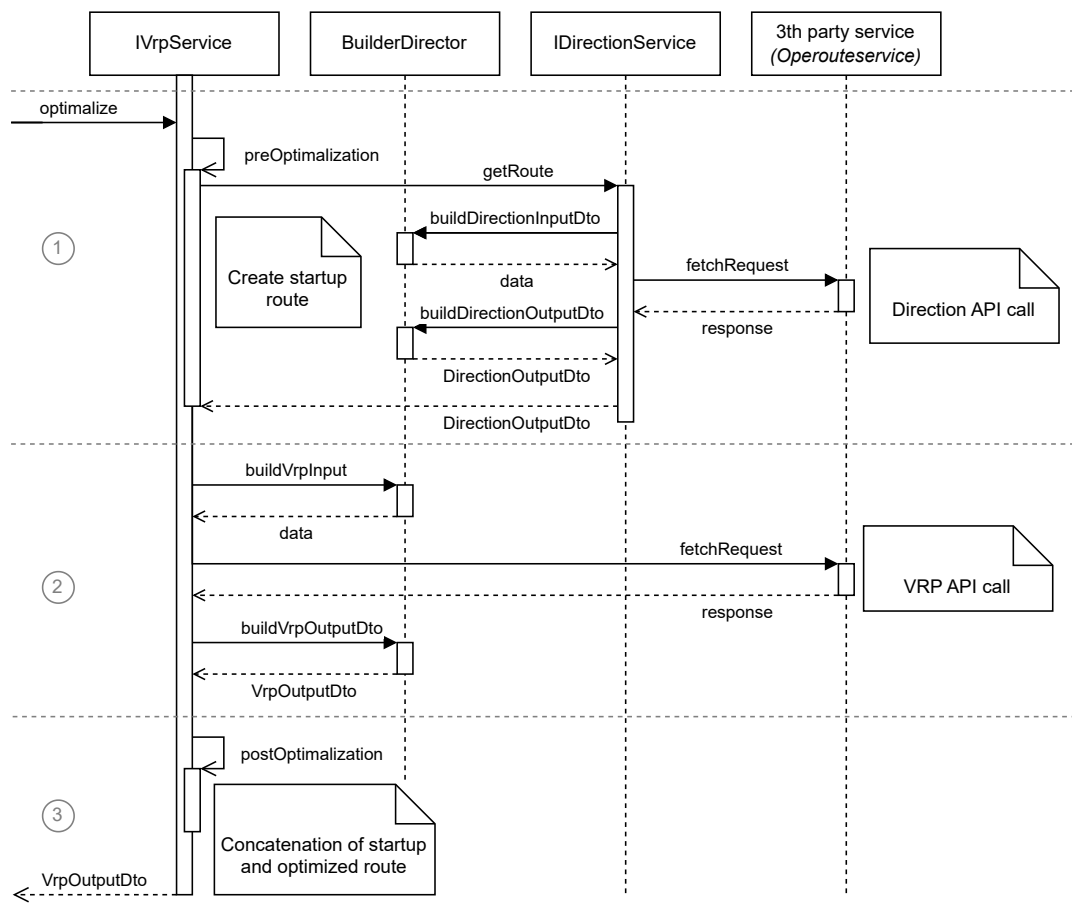 IVrpService
BuilderDirector
IDirectionService
3th party service
(Operouteservice)
optimalize
preOptimalization
getRoute
buildDirectionInputDto
1
Create startup
route
data
fetchRequest
Direction API call
buildDirectionOutputDto
response
DirectionOutputDto
DirectionOutputDto
buildVrpInput
data
fetchRequest
2
VRP API call
response
buildVrpOutputDto
VrpOutputDto
postOptimalization
3
Concatenation of startup
and optimized route
VrpOutputDto